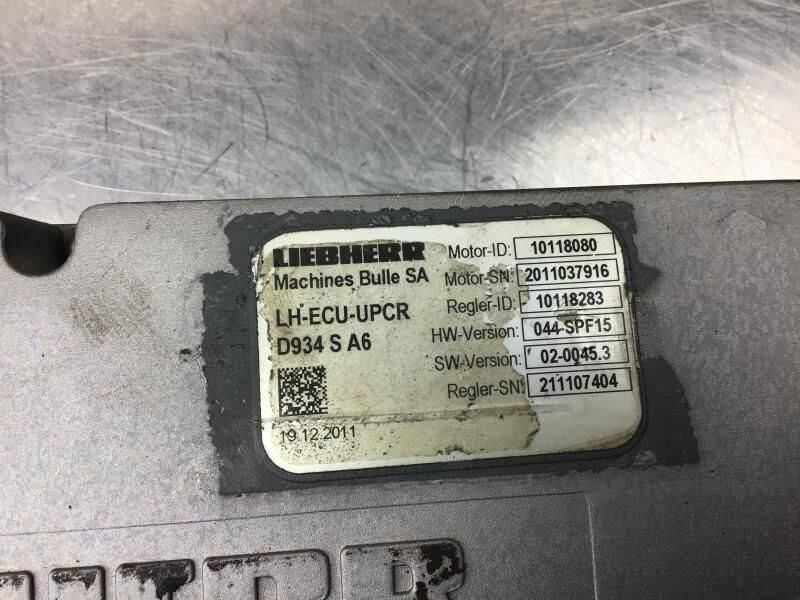 LIEBHERR
Machines Bulle SA
LH-ECU-UPCR
D934 S A6
19.12.2011
Motor-ID: 10118080
Motor-SN: 2011037916
Regler-ID: 10118283
HW-Version: 044-SPF15
SW-Version: 02-0045.3
Regler-SN: 211107404